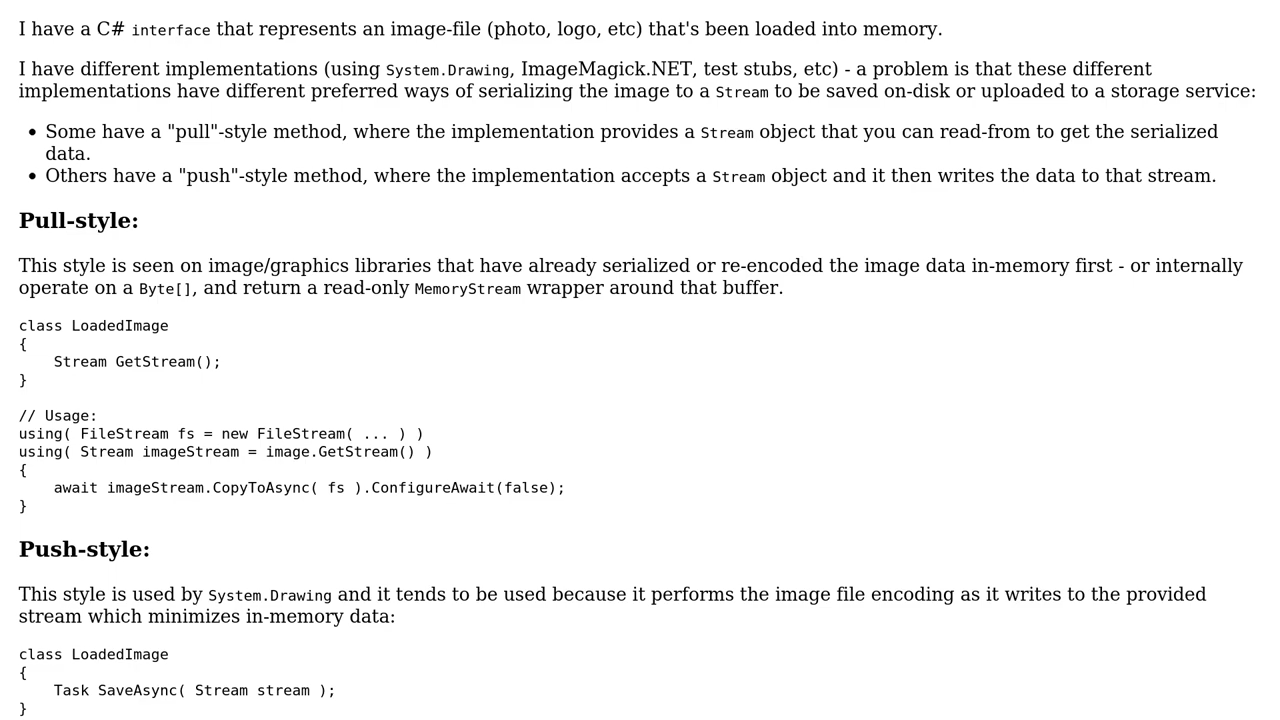 I have a C# interface that represents an image-file (photo, logo, etc) that's been loaded into memory.
I have different implementations (using System.Drawing, ImageMagick.NET, test stubs, etc) - a problem is that these different
implementations have different preferred ways of serializing the image to a Stream to be saved on-disk or uploaded to a storage service:
• Some have a "pull"-style method, where the implementation provides a Stream object that you can read-from to get the serialized
data.
• Others have a "push"-style method, where the implementation accepts a Stream object and it then writes the data to that stream.
Pull-style:
This style is seen on image/graphics libraries that have already serialized or re-encoded the image data in-memory first - or internally
operate on a Byte[], and return a read-only MemoryStream wrapper around that buffer.
class LoadedImage
{
    Stream GetStream();
}
// Usage:
using( FileStream fs = new FileStream( ... ) )
using( Stream imageStream = image.GetStream() )
{
    await imageStream.CopyToAsync( fs ).ConfigureAwait(false);
}
Push-style:
This style is used by System.Drawing and it tends to be used because it performs the image file encoding as it writes to the provided
stream which minimizes in-memory data:
class LoadedImage
{
    Task SaveAsync( Stream stream );
}